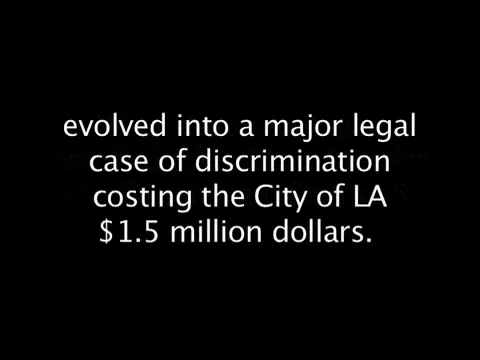 evolved into a major legal
case of discrimination
costing the City of LA
$1.5 million dollars.